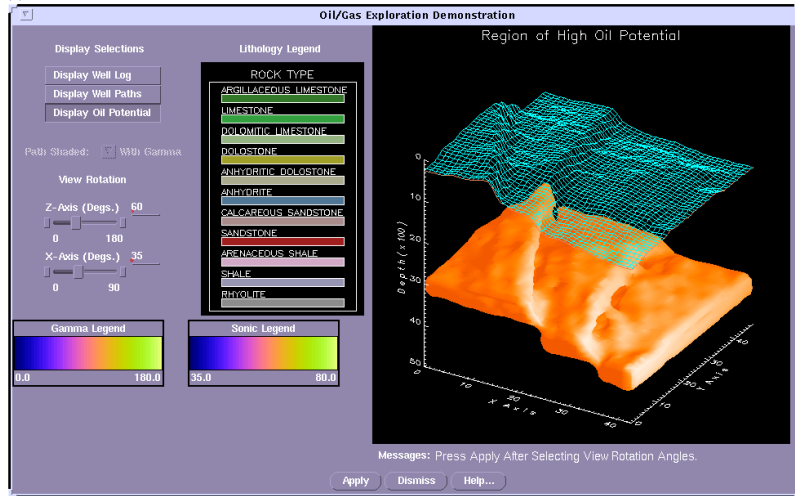 Oil/Gas Exploration Demonstration
Display Selections
Display Well Log
Display Well Paths
Display Oil Potential
Path Shaded: With Gamma
View Rotation
Z-Axis (Degs.) 60
0 180
X-Axis (Degs.) 35
0 90
Lithology Legend
ROCK TYPE
ARGILLACEOUS LIMESTONE
LIMESTONE
DOLOMITIC LIMESTONE
DOLOSTONE
ANHYDRITIC DOLOSTONE
ANHYDRITE
CALCAREOUS SANDSTONE
SANDSTONE
ARENACEOUS SHALE
SHALE
RHYOLITE
Gamma Legend
0.0 180.0
Sonic Legend
35.0 80.0
Region of High Oil Potential
Depth(x100)
0
10
20
30
40
50
0 10 20 30 40
X Axis
0 10 20 30 40
Y Axis
Messages: Press Apply After Selecting View Rotation Angles.
Apply Dismiss Help...